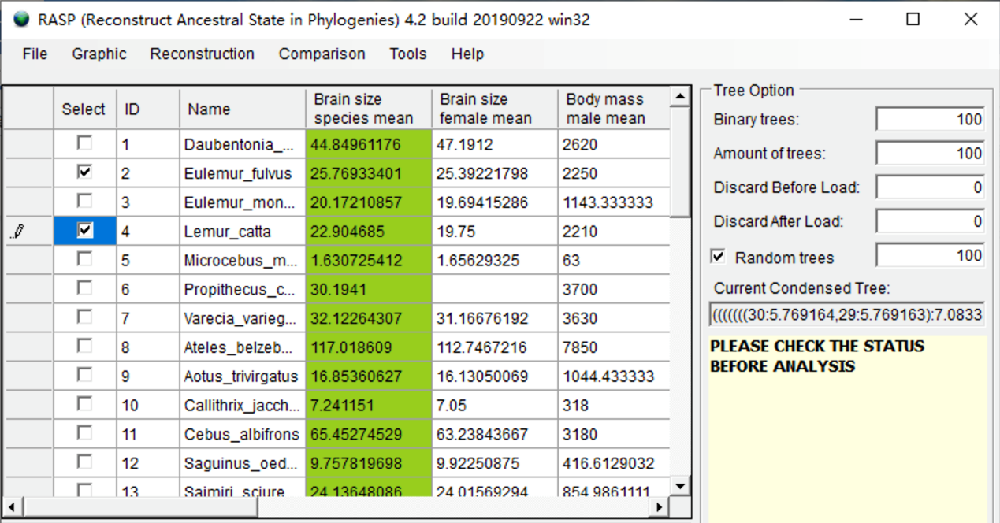 RASP (Reconstruct Ancestral State in Phylogenies) 4.2 build 20190922 win32
File Graphic Reconstruction Comparison Tools Help
Select ID Name Brain size species mean Brain size female mean Body mass male mean
1 Daubentonia_... 44.84961176 47.1912 2620
2 Eulemur_fulvus 25.76933401 25.39221798 2250
3 Eulemur_mon... 20.17210857 19.69415286 1143.333333
4 Lemur_catta 22.904685 19.75 2210
5 Microcebus_m... 1.630725412 1.65629325 63
6 Propithecus_c... 30.1941 3700
7 Varecia_varieg... 32.12264307 31.16676192 3630
8 Ateles_belzeb... 117.018609 112.7467216 7850
9 Aotus_trivirgatus 16.85360627 16.13050069 1044.433333
10 Callithrix_jacch... 7.241151 7.05 318
11 Cebus_albifrons 65.45274529 63.23843667 3180
12 Saguinus_oed... 9.757819698 9.92250875 416.6129032
13 Saimiri_sciure 24.13648086 24.01569294 854.9861111
Tree Option
Binary trees: 100
Amount of trees: 100
Discard Before Load: 0
Discard After Load: 0
Random trees 100
Current Condensed Tree:
(((((((30:5.769164,29:5.769163):7.0833
PLEASE CHECK THE STATUS
BEFORE ANALYSIS